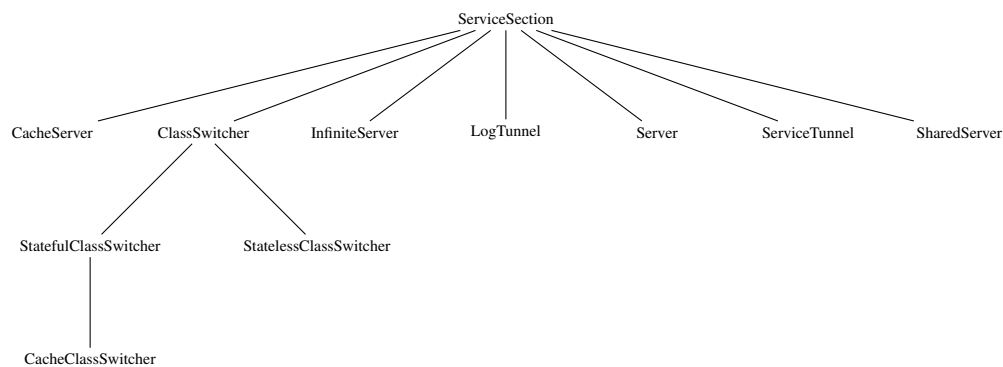 ServiceSection
CacheServer ClassSwitcher InfiniteServer LogTunnel Server ServiceTunnel SharedServer
StatefulClassSwitcher StatelessClassSwitcher
CacheClassSwitcher